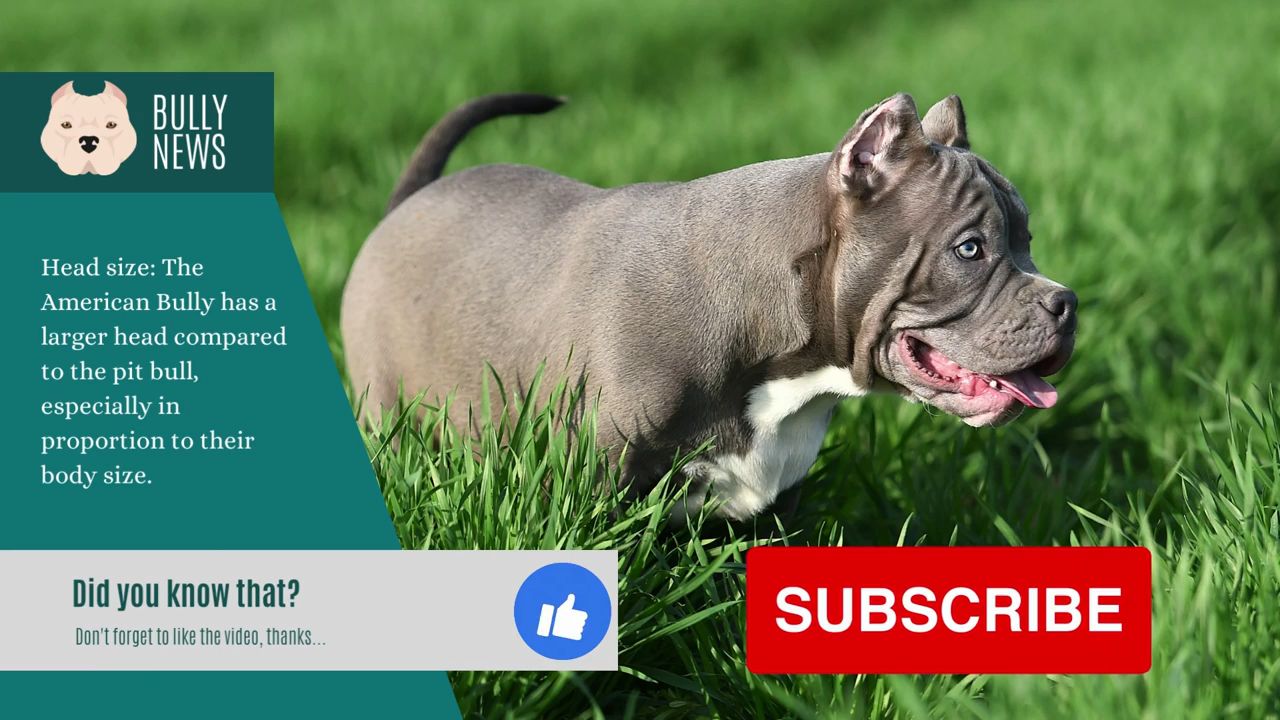 BULLY
NEWS
Head size: The
American Bully has a
larger head compared
to the pit bull,
especially in
proportion to their
body size.
Did you know that?
Don't forget to like the video, thanks...
SUBSCRIBE